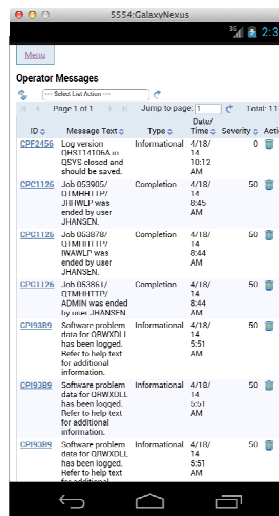 5554:GalaxyNexus
3G 2:3
Menu
Operator Messages
--- Select List Action ---
Page 1 of 1 Jump to page: 1 Total: 11
Date/
ID Message Text Type Time Severity Acti
CPF2456 Log version Informational 4/18/ 0
QHST14106A in 14
QSYS closed and 10:12
should be saved. AM
CPC1126 Job 053905/ Completion 4/18/ 50
QTMHHTTP/ 14
was ended 8:45
by user JHANSEN. AM
CPC1126 Job 053878/ Completion 4/18/ 50
QTMHHTTP/ 14
IWAWLP was 8:44
ended by user AM
JHANSEN.
CPC1126 Job 053861/ Completion 4/18/ 50
QTMHHTTP/ 14
ADMIN was ended 8:44
by user JHANSEN AM
CPI93B9 Software problem Informational 4/18/ 50
data for QRWXDLL 14
has been logged. 5:51
Refer to help text AM
for additional
information.
CPI93B9 Software problem Informational 4/18/ 50
data for QRWXDLL 14
has been logged. 5:51
Refer to help text AM
for additional
information.
CPI93B9 Software problem Informational 4/18/ 50
data for QRWXDLL 14
has been logged. 5:51
Refer to help text AM
for additional